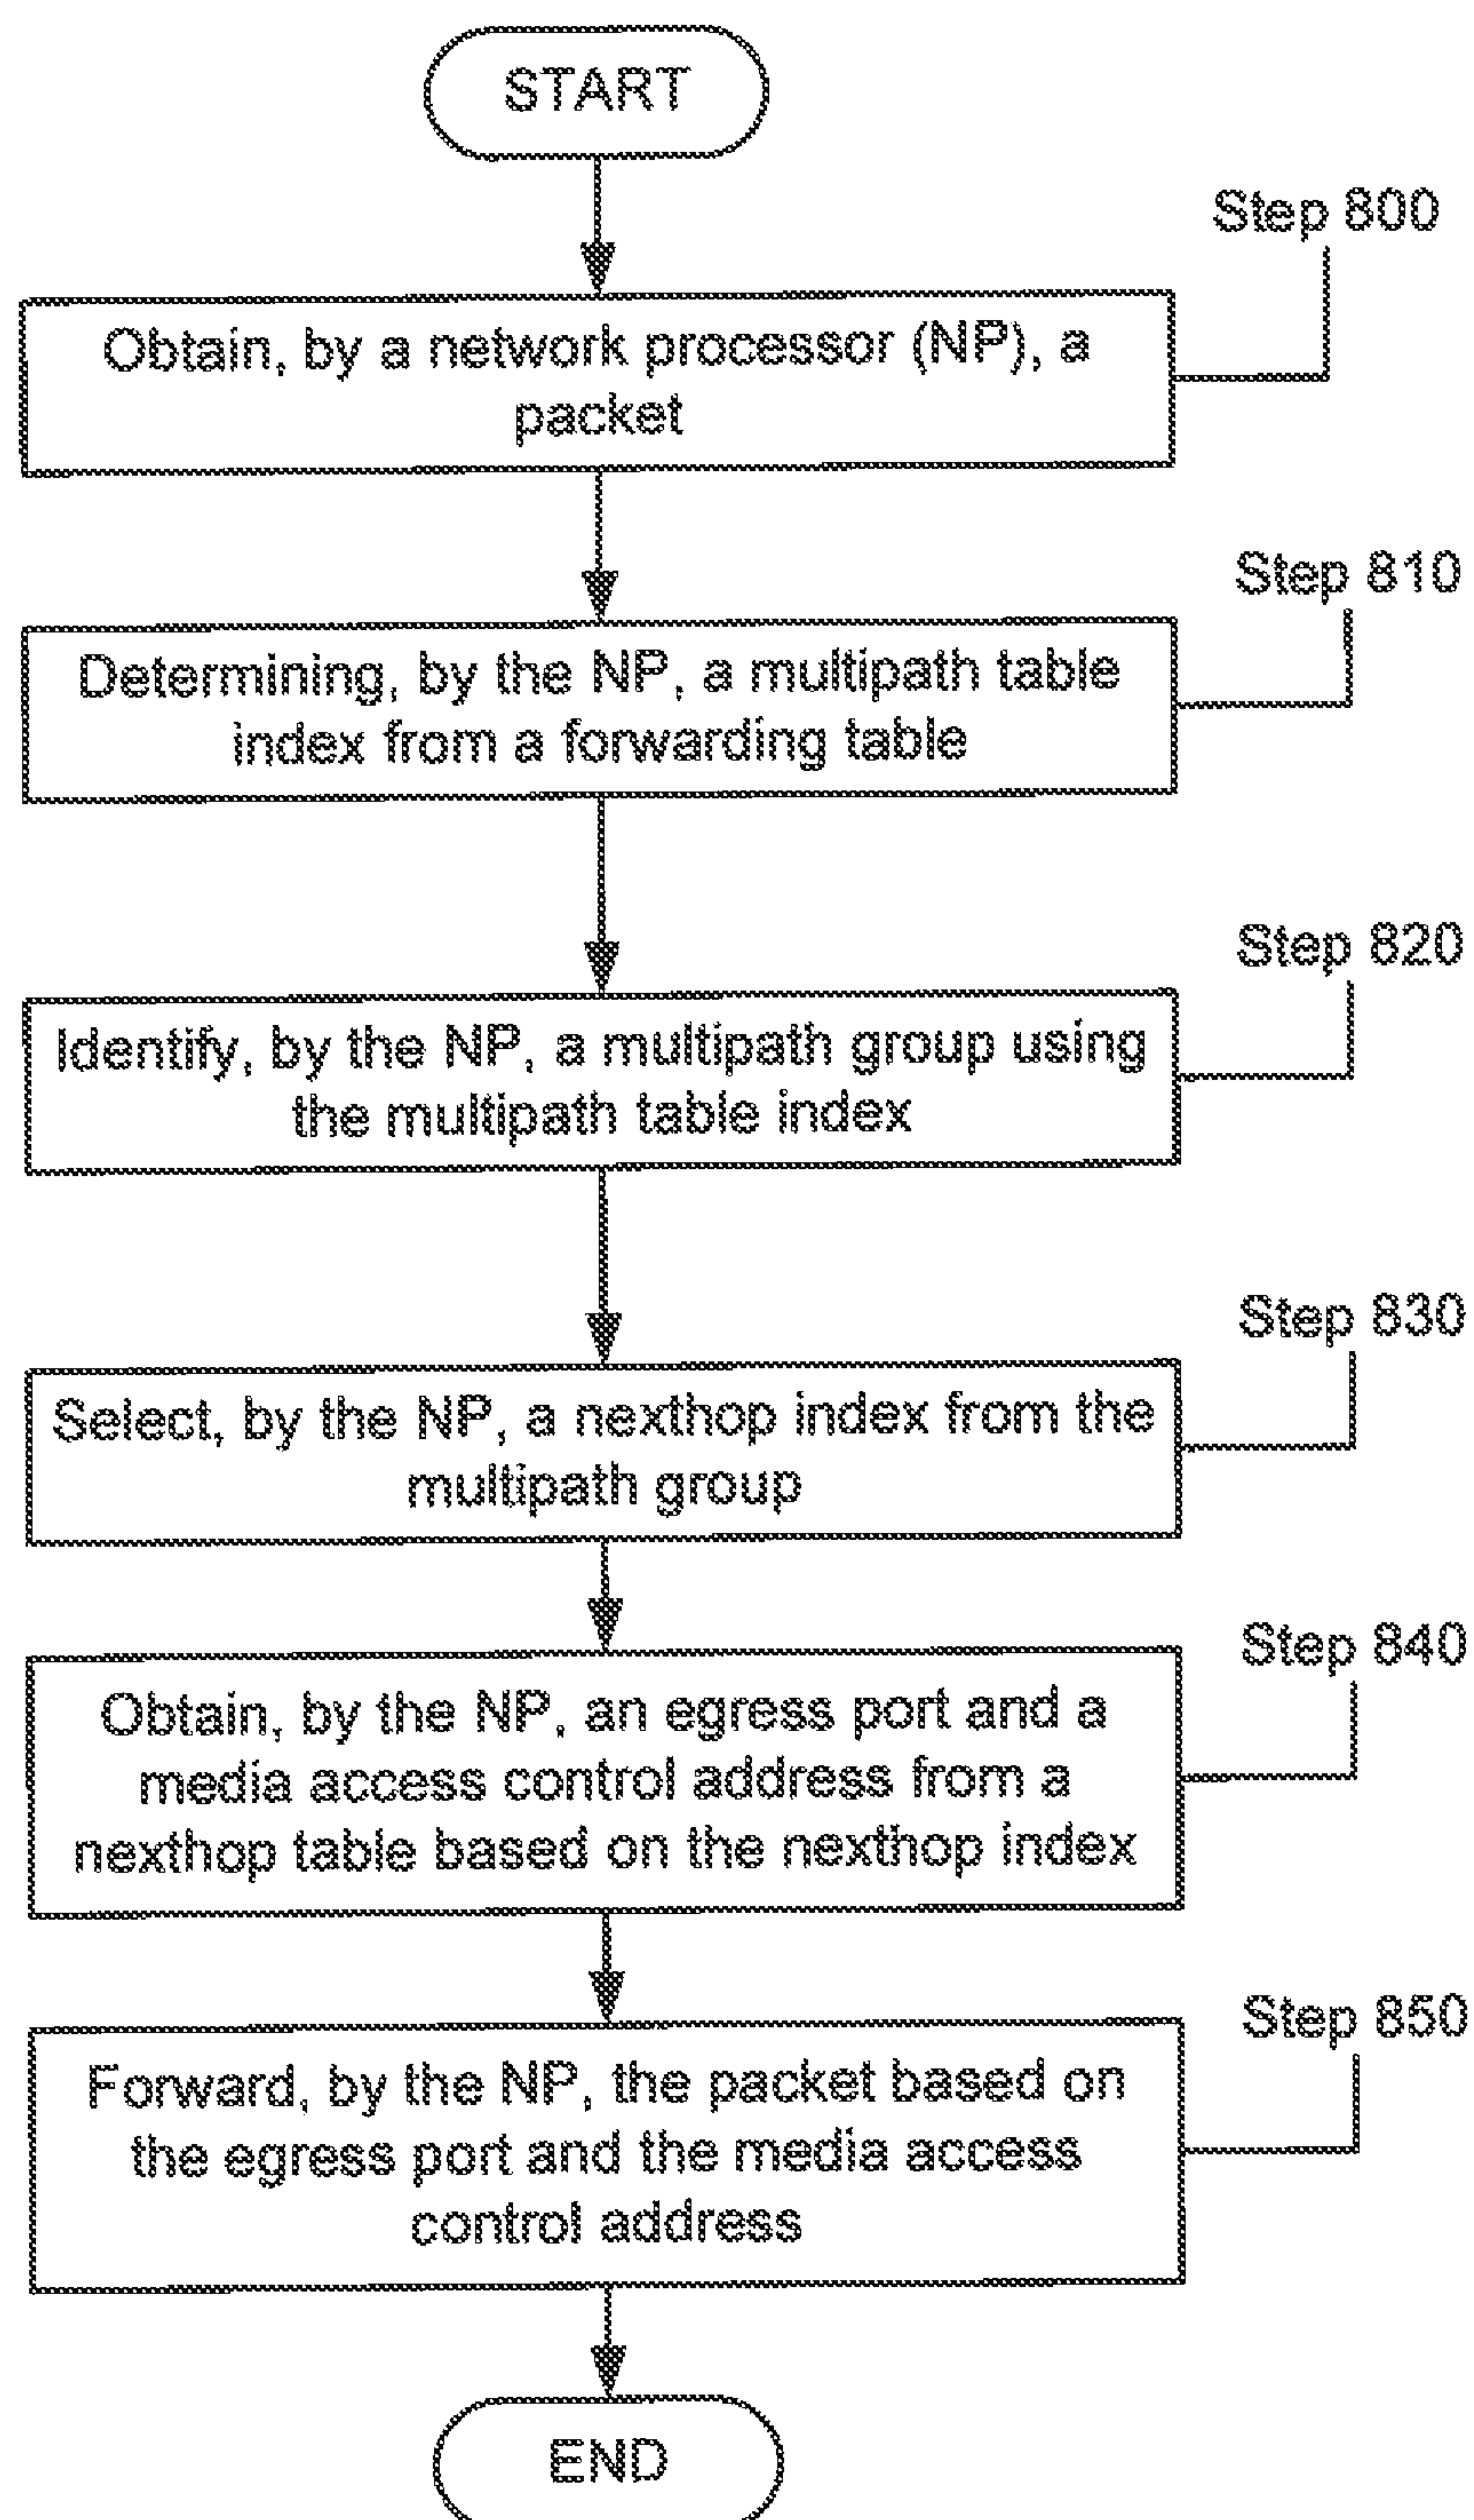 START
Step 800
Obtain, by a network processor (NP), a
packet
Step 810
Determining, by the NP, a multipath table
index from a forwarding table
Step 820
Identify, by the NP, a multipath group using
the multipath table index
Step 830
Select, by the NP, a nexthop index from the
multipath group
Step 840
Obtain, by the NP, an egress port and a
media access control address from a
nexthop table based on the nexthop index
Step 850
Forward, by the NP, the packet based on
the egress port and the media access
control address
END